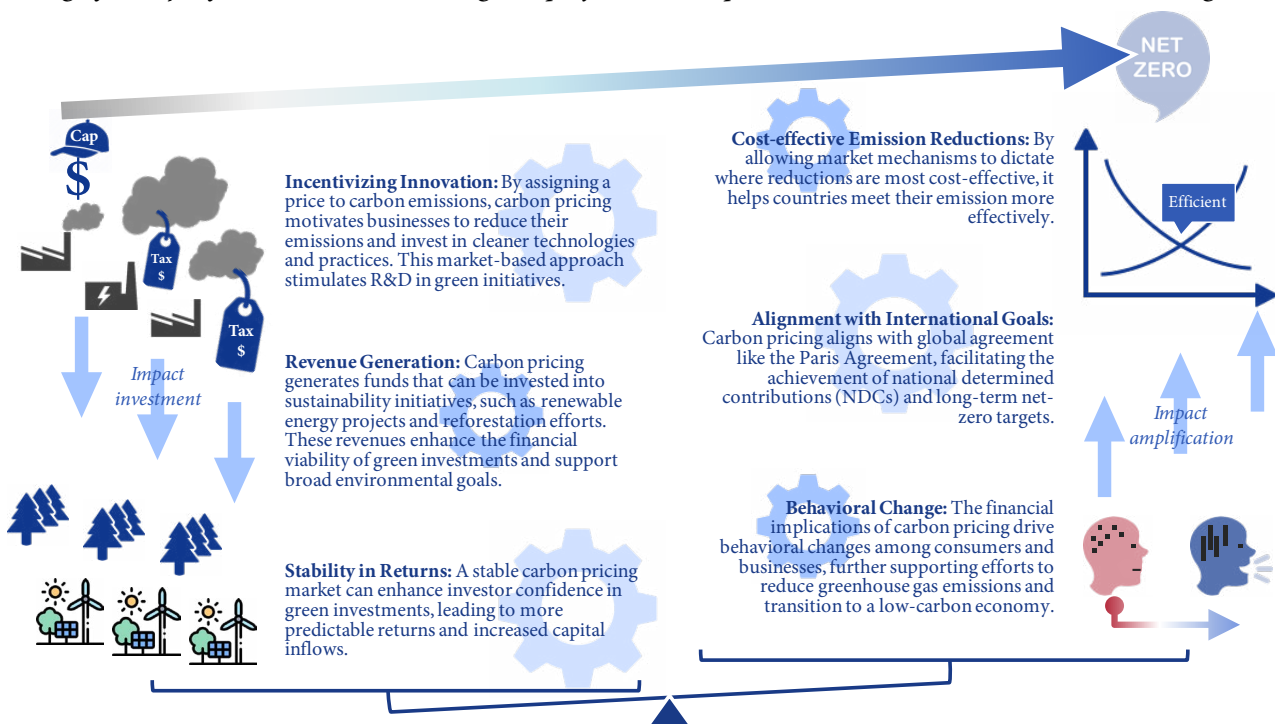 NET
ZERO
Cap
$
Tax
$
Tax
$
Impact
investment
Incentivizing Innovation: By assigning a
price to carbon emissions, carbon pricing
motivates businesses to reduce their
emissions and invest in cleaner technologies
and practices. This market-based approach
stimulates R&D in green initiatives.
Revenue Generation: Carbon pricing
generates funds that can be invested into
sustainability initiatives, such as renewable
energy projects and reforestation efforts.
These revenues enhance the financial
viability of green investments and support
broad environmental goals.
Stability in Returns: A stable carbon pricing
market can enhance investor confidence in
green investments, leading to more
predictable returns and increased capital
inflows.
Cost-effective Emission Reductions: By
allowing market mechanisms to dictate
where reductions are most cost-effective, it
helps countries meet their emission more
effectively.
Alignment with International Goals:
Carbon pricing aligns with global agreement
like the Paris Agreement, facilitating the
achievement of national determined
contributions (NDCs) and long-term net-
zero targets.
Behavioral Change: The financial
implications of carbon pricing drive
behavioral changes among consumers and
businesses, further supporting efforts to
reduce greenhouse gas emissions and
transition to a low-carbon economy.
Efficient
Impact
amplification